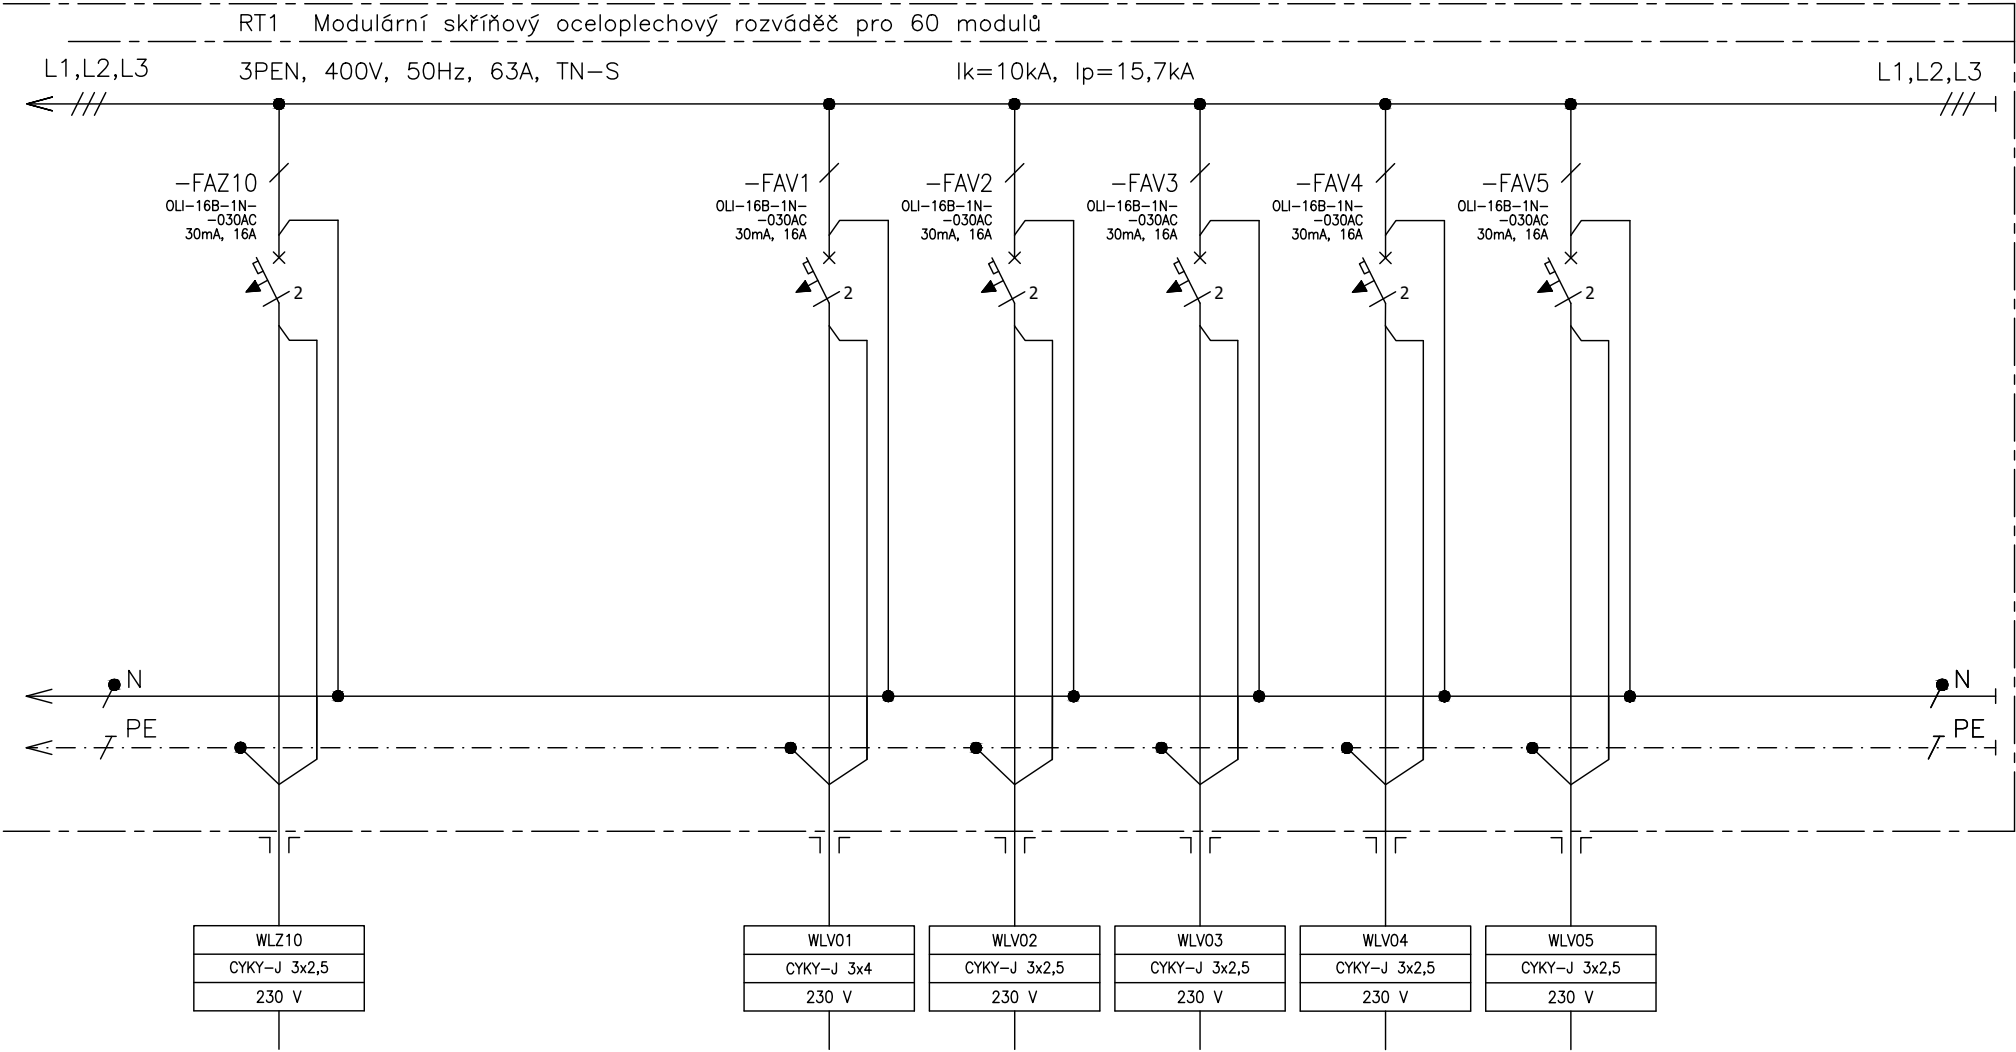 RT1 Modulární skříňový oceloplechový rozváděč pro 60 modulů
L1,L2,L3 3PEN, 400V, 50Hz, 63A, TN-S Ik=10kA, Ip=15,7kA L1,L2,L3
-FAZ10
OLI-16B-1N-
-030AC
30mA, 16A
2
-FAV1
OLI-16B-1N-
-030AC
30mA, 16A
2
-FAV2
OLI-16B-1N-
-030AC
30mA, 16A
2
-FAV3
OLI-16B-1N-
-030AC
30mA, 16A
2
-FAV4
OLI-16B-1N-
-030AC
30mA, 16A
2
-FAV5
OLI-16B-1N-
-030AC
30mA, 16A
2
N N
PE PE
WLZ10
CYKY-J 3x2,5
230 V
WLV01
CYKY-J 3x4
230 V
WLV02
CYKY-J 3x2,5
230 V
WLV03
CYKY-J 3x2,5
230 V
WLV04
CYKY-J 3x2,5
230 V
WLV05
CYKY-J 3x2,5
230 V